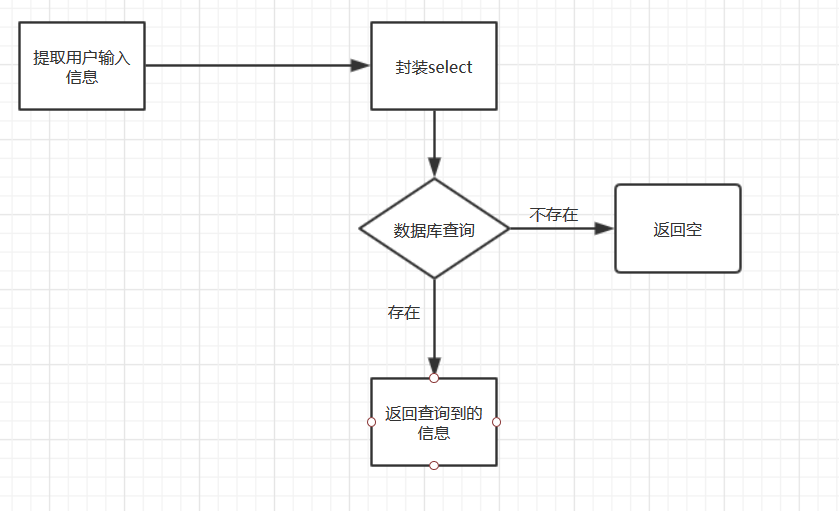 提取用户输入
信息
封装select
数据库查询
不存在
返回空
存在
返回查询到的
信息